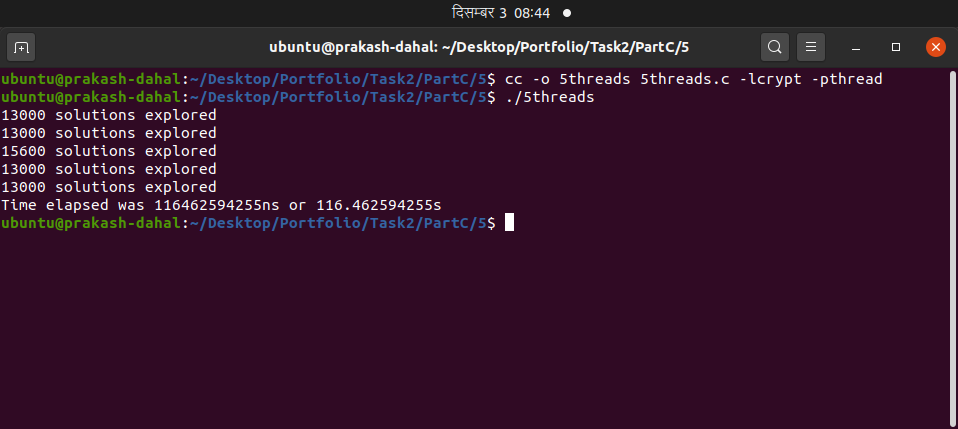 दिसम्बर 3 08:44
ubuntu@prakash-dahal: ~/Desktop/Portfolio/Task2/PartC/5
ubuntu@prakash-dahal:~/Desktop/Portfolio/Task2/PartC/5$ cc -o 5threads 5threads.c -lcrypt -pthread
ubuntu@prakash-dahal:~/Desktop/Portfolio/Task2/PartC/5$ ./5threads
13000 solutions explored
13000 solutions explored
15600 solutions explored
13000 solutions explored
13000 solutions explored
Time elapsed was 116462594255ns or 116.462594255s
ubuntu@prakash-dahal:~/Desktop/Portfolio/Task2/PartC/5$